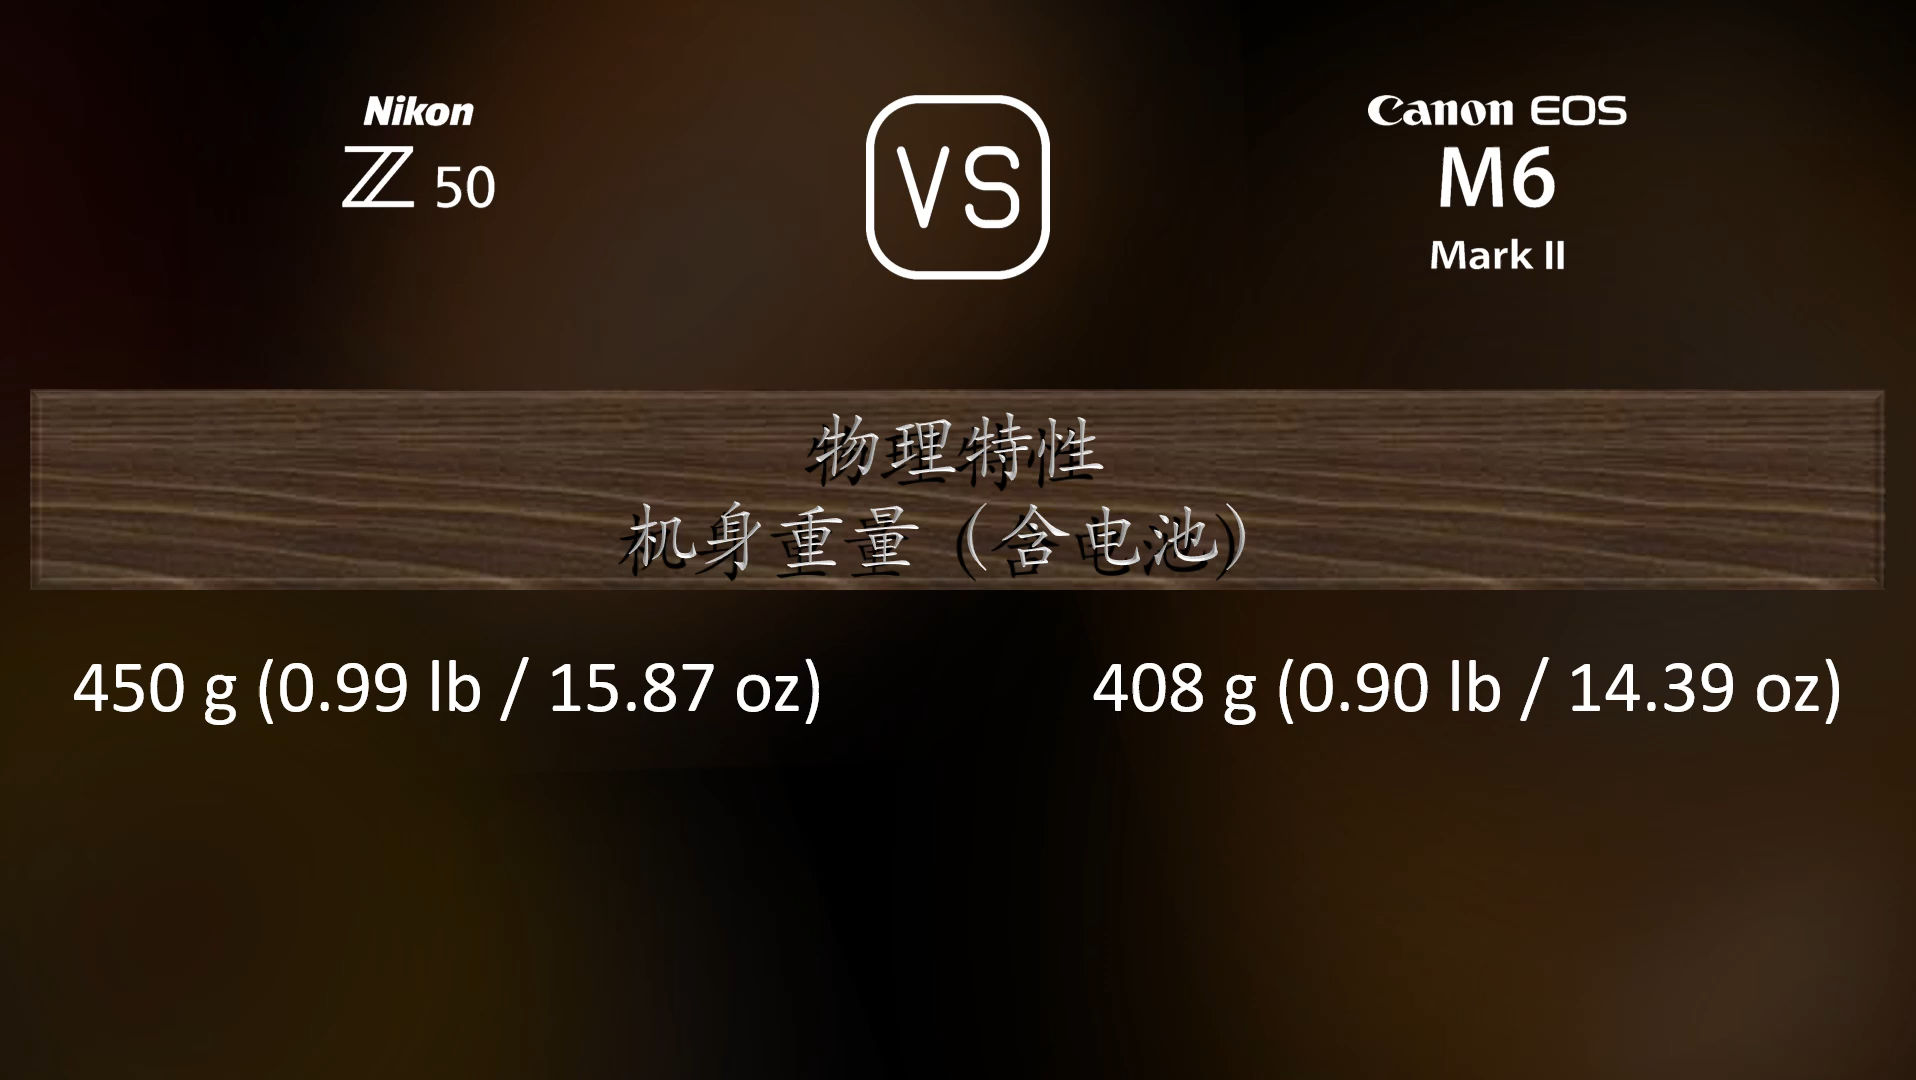 Nikon
Z 50
VS
Canon EOS
M6
Mark II
物理特性
机身重量（含电池）
450 g (0.99 lb / 15.87 oz)
408 g (0.90 lb / 14.39 oz)